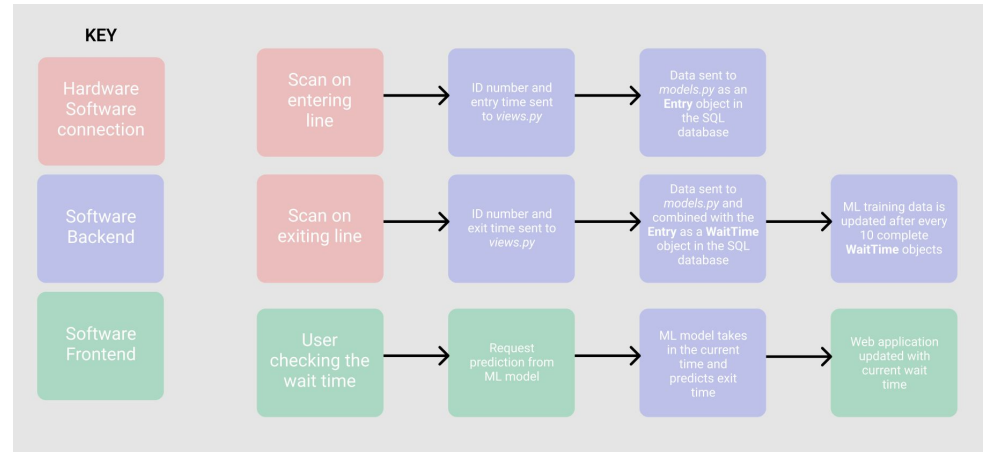 KEY
Hardware
Software
connection
Software
Backend
Software
Frontend
Scan on
entering
line
ID number and
entry time sent
to views.py
Data sent to
models.py as an
Entry object in
the SQL
database
Scan on
exiting line
ID number and
exit time sent to
views.py
Data sent to
models.py and
combined with the
Entry as a WaitTime
object in the SQL
database
ML training data is
updated after every
10 complete
WaitTime objects
User
checking the
wait time
Request
prediction from
ML model
ML model takes
in the current
time and
predicts exit
time
Web application
updated with
current wait
time